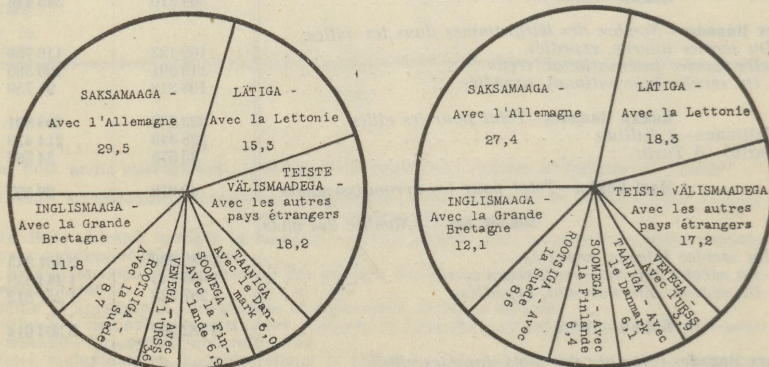 SAKSAMAAGA -
Avec l'Allemagne
29,5
LÄTIGA -
Avec la Lettonie
15,3
TEISTE
VÄLISMAADEGA
Avec les autres
pays étrangers
18,2
TAANIGA
Avec le Dan-
mark 6,0
SOOMEGA -
Avec la Fin-
lande 6,9
VENEGA - Avec
l'URSS
ROOTSIGA -
Avec
la Suède
8,7
INGLISMAAGA -
Avec la Grande
Bretagne
11,8
SAKSAMAAGA -
Avec l'Allemagne
27,4
LÄTIGA -
Avec la Lettonie
18,3
VÄLISMAADEGA
Avec les autres
pays étrangers
17,2
VENEGA -
Avec l'URSS
3,9
TAANIGA - Avec
le Danmark
6,1
SOOMEGA - Avec
la Finlande
6,4
ROOTSIGA - Avec
la Suède 8,6
INGLISMAAGA -
Avec la Grande
Bretagne
12,1